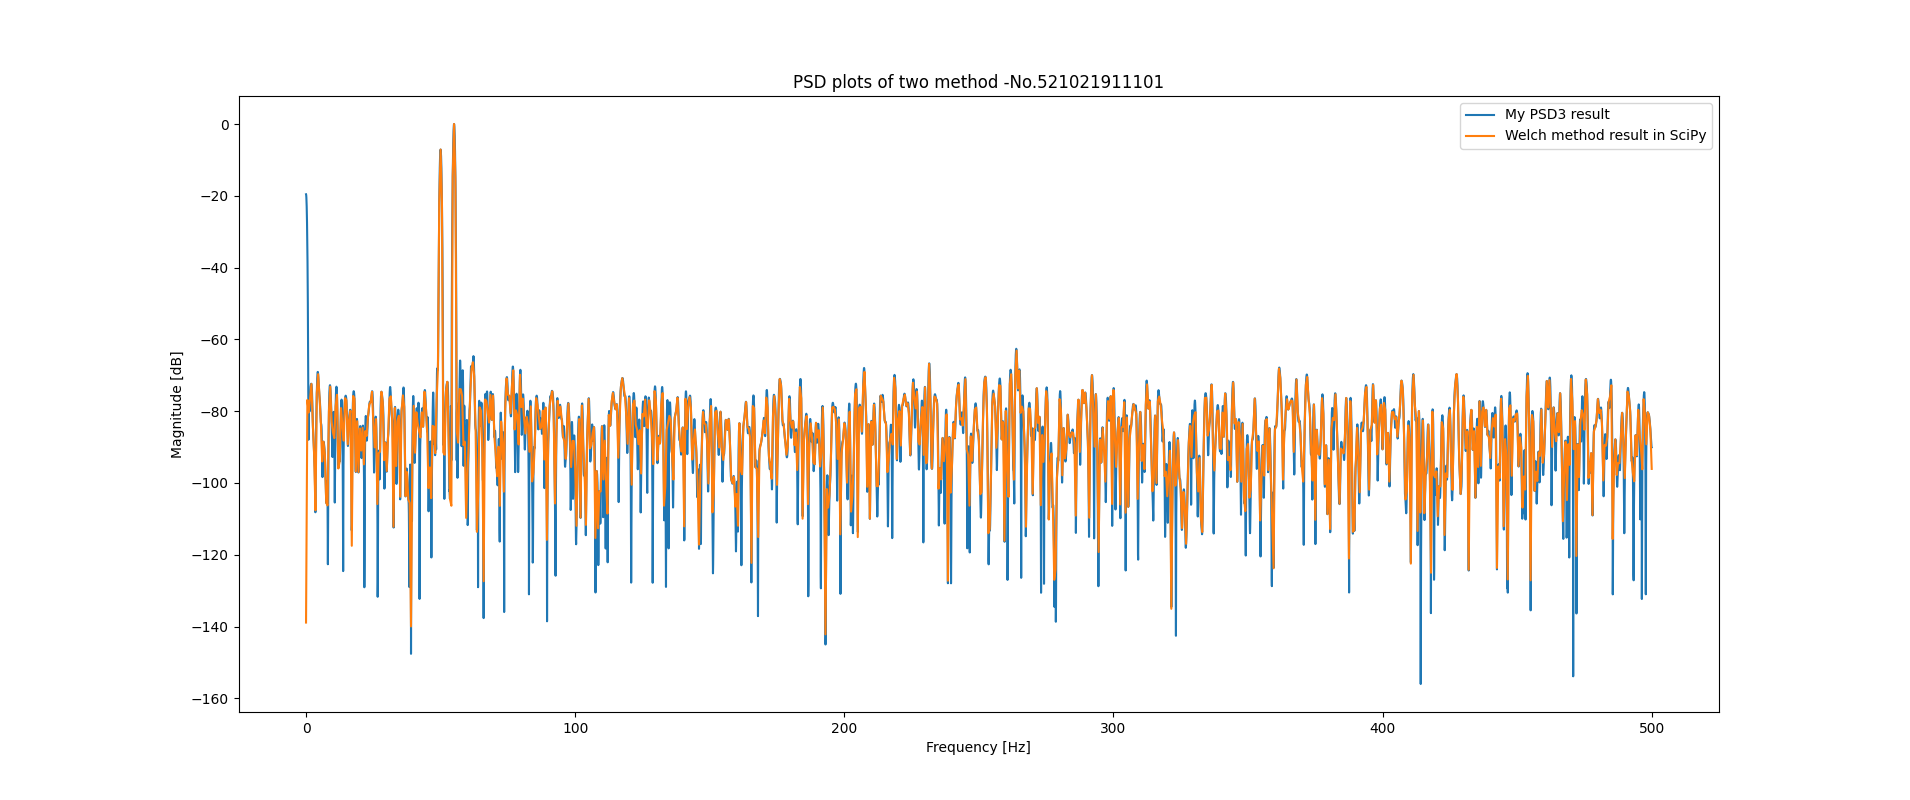 PSD plots of two method -No.521021911101
My PSD3 result
Welch method result in SciPy
Magnitude [dB]
0
−20
−40
−60
−80
−100
−120
−140
−160
0 100 200 300 400 500
Frequency [Hz]